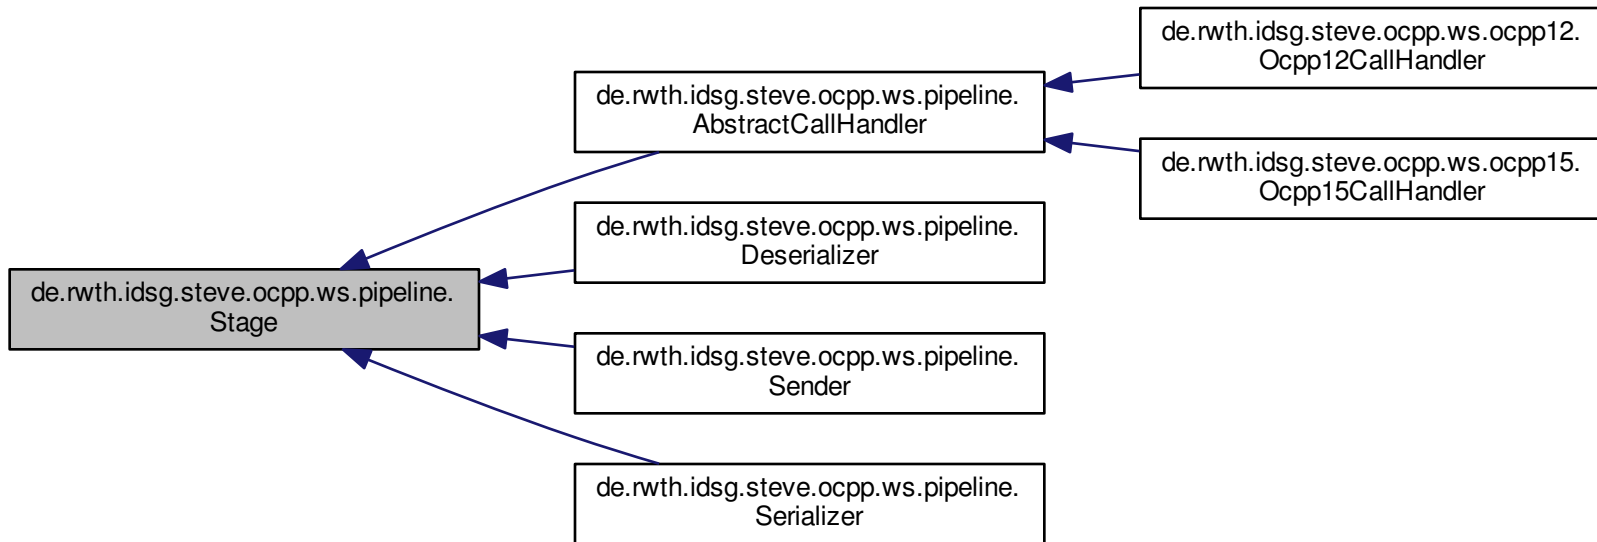 de.rwth.idsg.steve.ocpp.ws.pipeline.
Stage
de.rwth.idsg.steve.ocpp.ws.pipeline.
AbstractCallHandler
de.rwth.idsg.steve.ocpp.ws.pipeline.
Deserializer
de.rwth.idsg.steve.ocpp.ws.pipeline.
Sender
de.rwth.idsg.steve.ocpp.ws.pipeline.
Serializer
de.rwth.idsg.steve.ocpp.ws.ocpp12.
Ocpp12CallHandler
de.rwth.idsg.steve.ocpp.ws.ocpp15.
Ocpp15CallHandler